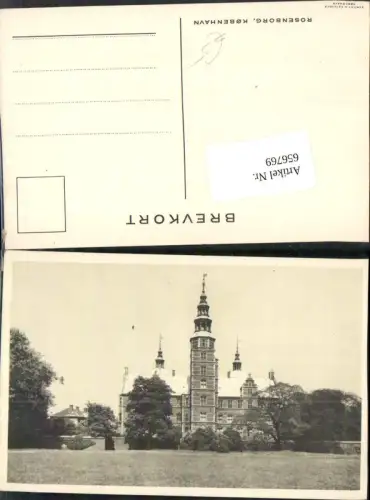 BREVKORT
ROSENBORG, KØBENHAVN
Artikel Nr.
656769